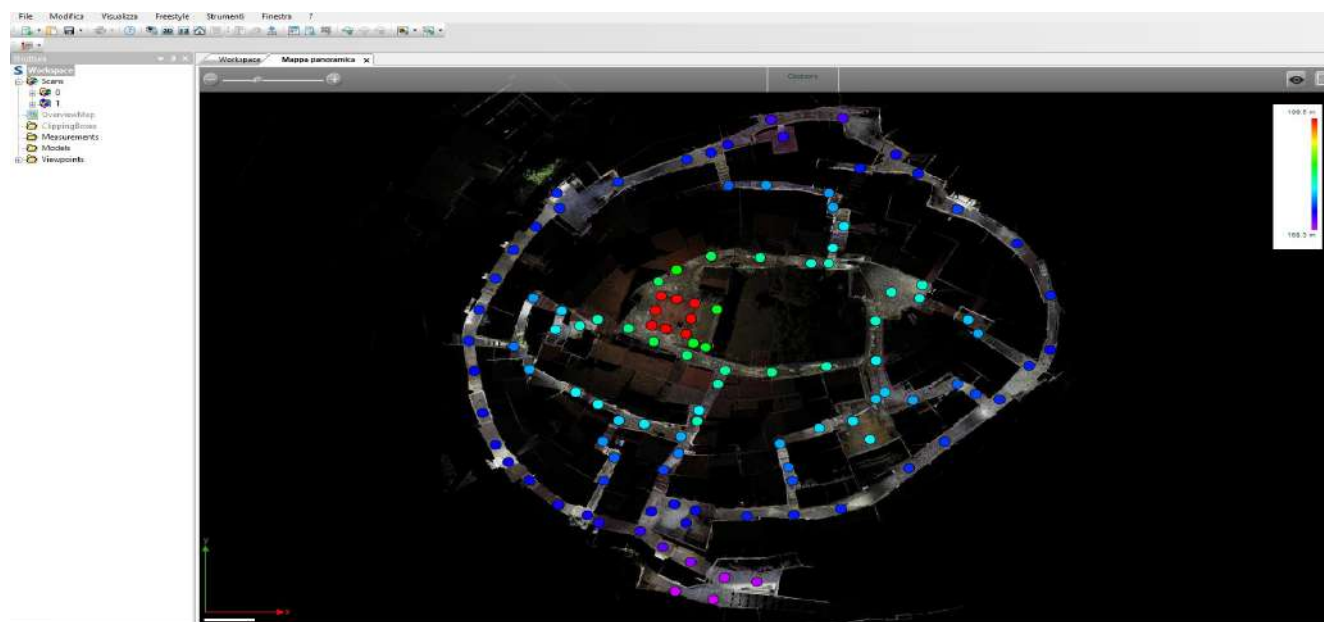 File Modifica Visualizza Freestyle Strumenti Finestra ?
Workspace Mappa panoramica x
Workspace
Scans
0
1
OverviewMap
ClippingBoxes
Measurements
Models
Viewpoints
Clusters
y
x